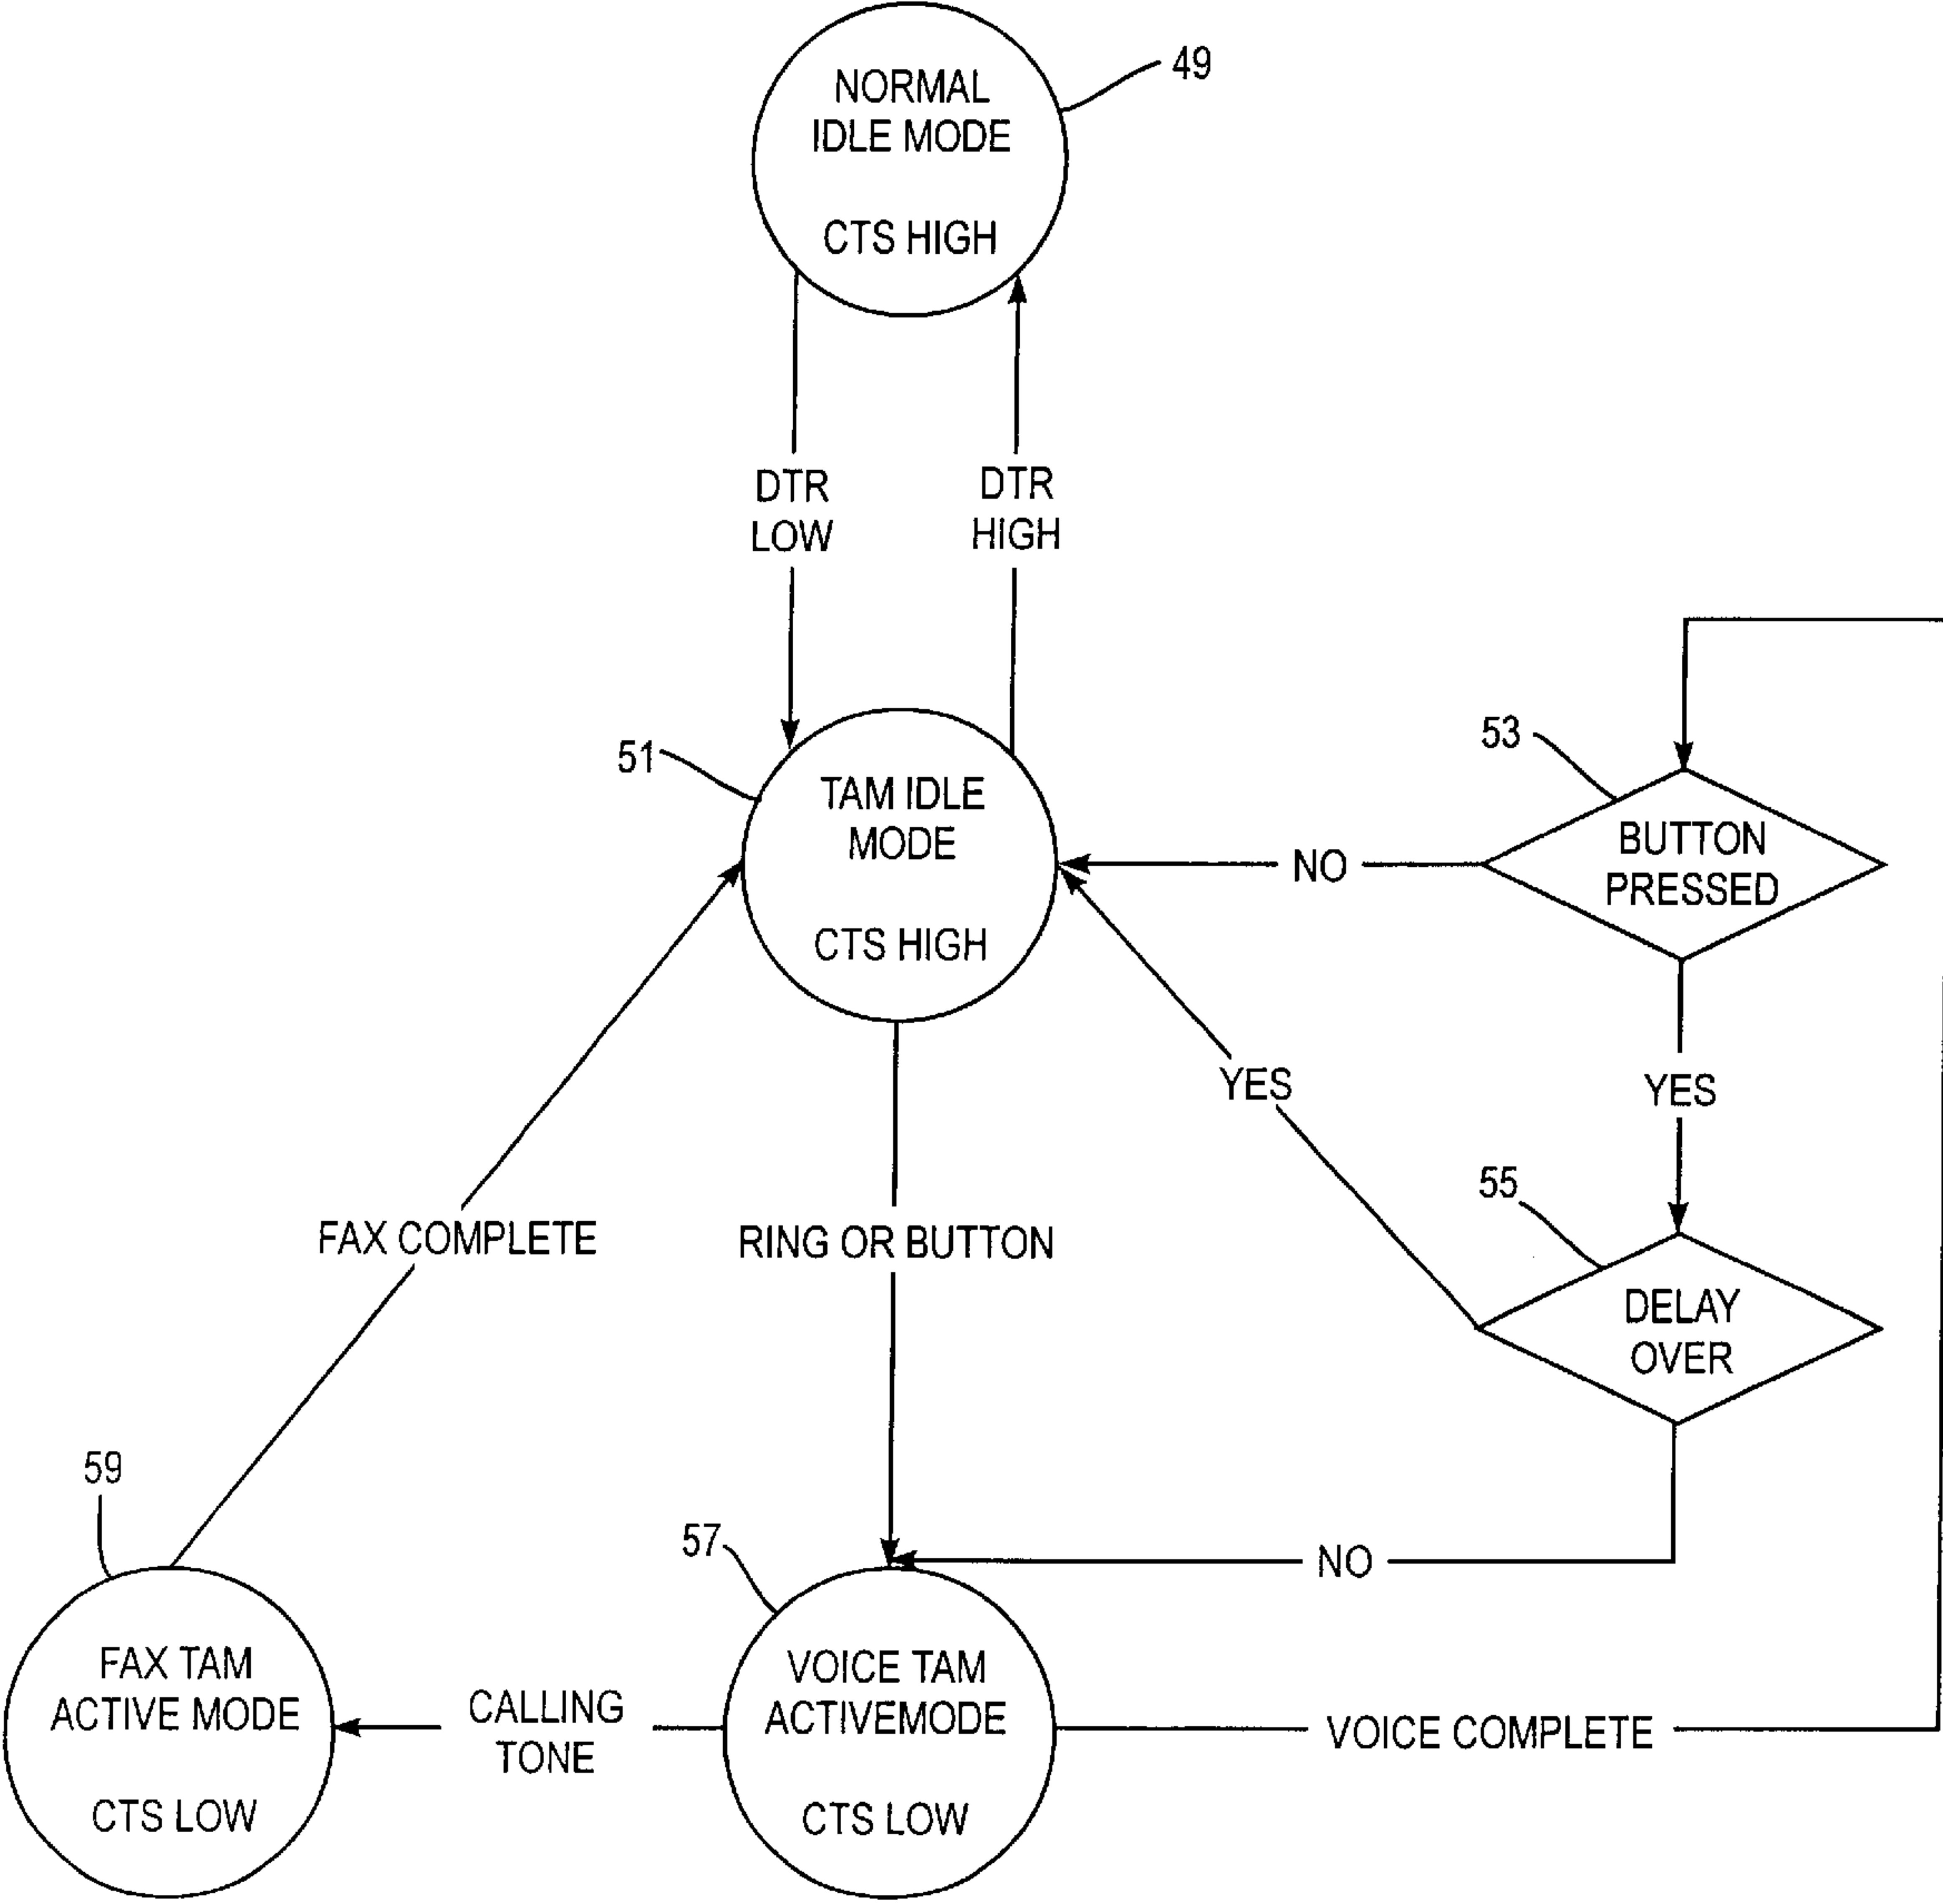 49
NORMAL
IDLE MODE
CTS HIGH
DTR
LOW
DTR
HIGH
51
TAM IDLE
MODE
CTS HIGH
53
BUTTON
PRESSED
NO
YES
YES
55
DELAY
OVER
FAX COMPLETE
RING OR BUTTON
NO
59
FAX TAM
ACTIVE MODE
CTS LOW
CALLING
TONE
57
VOICE TAM
ACTIVEMODE
CTS LOW
VOICE COMPLETE